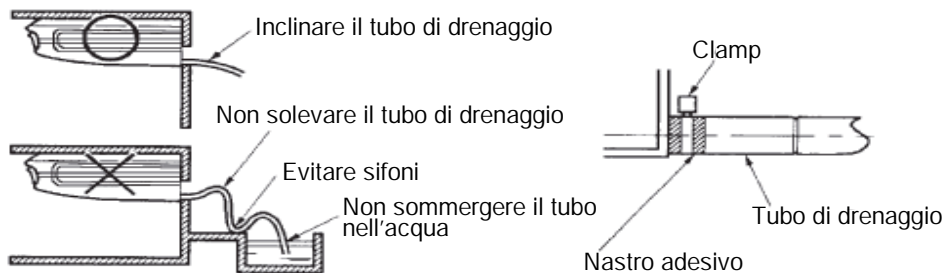 Inclinare il tubo di drenaggio
Non solevare il tubo di drenaggio
Evitare sifoni
Non sommergere il tubo
nell'acqua
Clamp
Tubo di drenaggio
Nastro adesivo